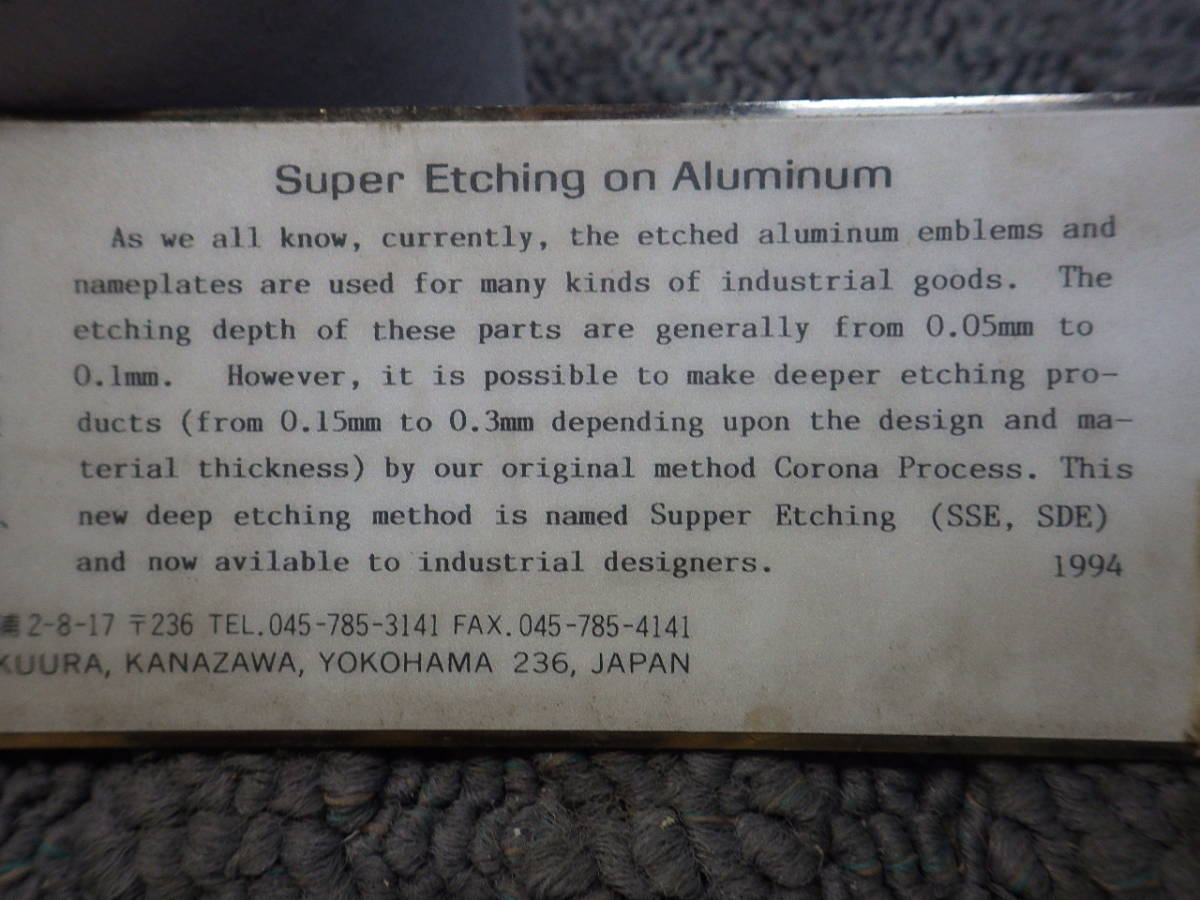 Super Etching on Aluminum
As we all know, currently, the etched aluminum emblems and
nameplates are used for many kinds of industrial goods. The
etching depth of these parts are generally from 0.05mm to
0.1mm. However, it is possible to make deeper etching pro-
ducts (from 0.15mm to 0.3mm depending upon the design and ma-
terial thickness) by our original method Corona Process. This
new deep etching method is named Supper Etching (SSE, SDE)
and now avilable to industrial designers. 1994
2-8-17 〒236 TEL.045-785-3141 FAX.045-785-4141
KUURA, KANAZAWA, YOKOHAMA 236, JAPAN